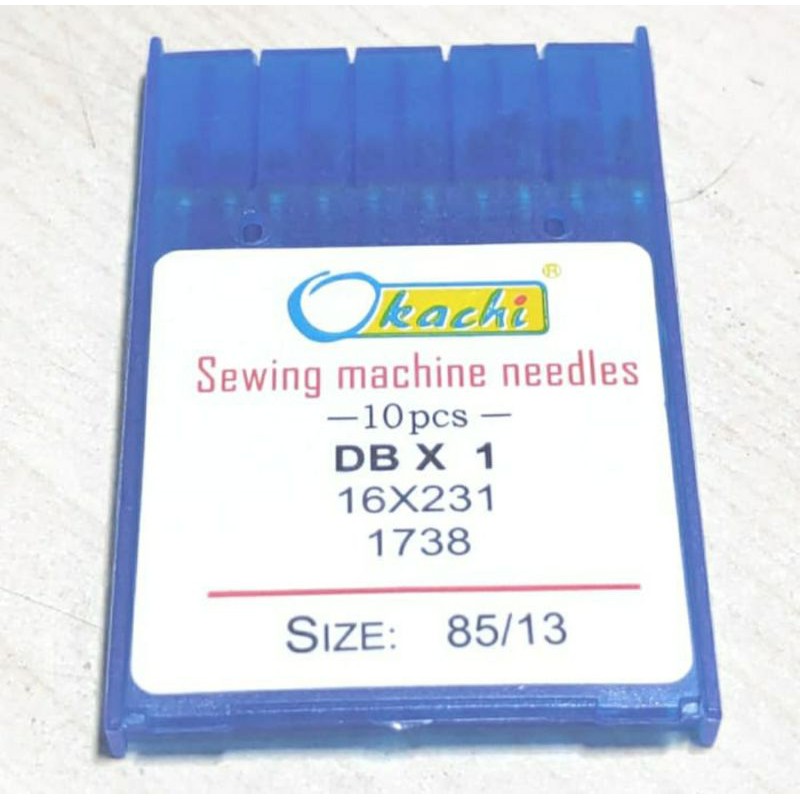 Okachi ®
Sewing machine needles
—10pcs —
DB X 1
16X231
1738
SIZE: 85/13